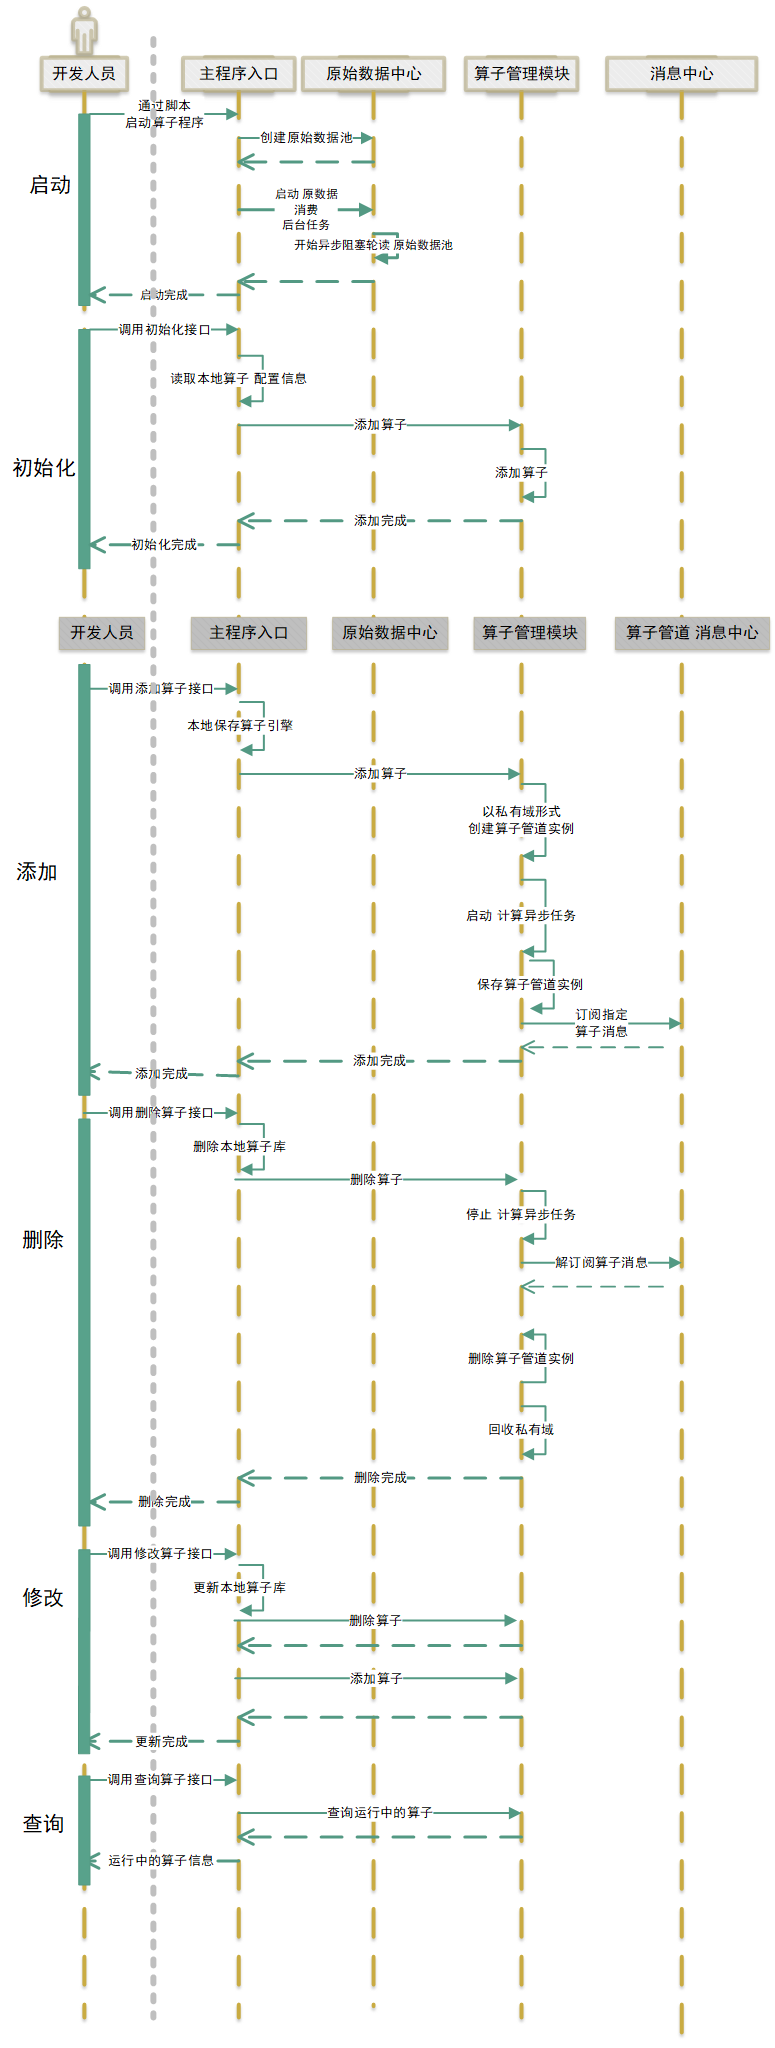 开发人员
主程序入口
原始数据中心
算子管理模块
消息中心
通过脚本
启动算子程序
创建原始数据池
启动
启动 原数据
消费
后台任务
开始异步阻塞轮读 原始数据池
启动完成
调用初始化接口
读取本地算子 配置信息
添加算子
初始化
添加算子
添加完成
初始化完成
开发人员
主程序入口
原始数据中心
算子管理模块
算子管道 消息中心
调用添加算子接口
本地保存算子引擎
添加算子
以私有域形式
创建算子管道实例
添加
启动 计算异步任务
保存算子管道实例
订阅指定
算子消息
添加完成
添加完成
调用删除算子接口
删除本地算子库
删除算子
停止 计算异步任务
删除
解订阅算子消息
删除算子管道实例
回收私有域
删除完成
删除完成
调用修改算子接口
更新本地算子库
修改
删除算子
添加算子
更新完成
调用查询算子接口
查询运行中的算子
查询
运行中的算子信息